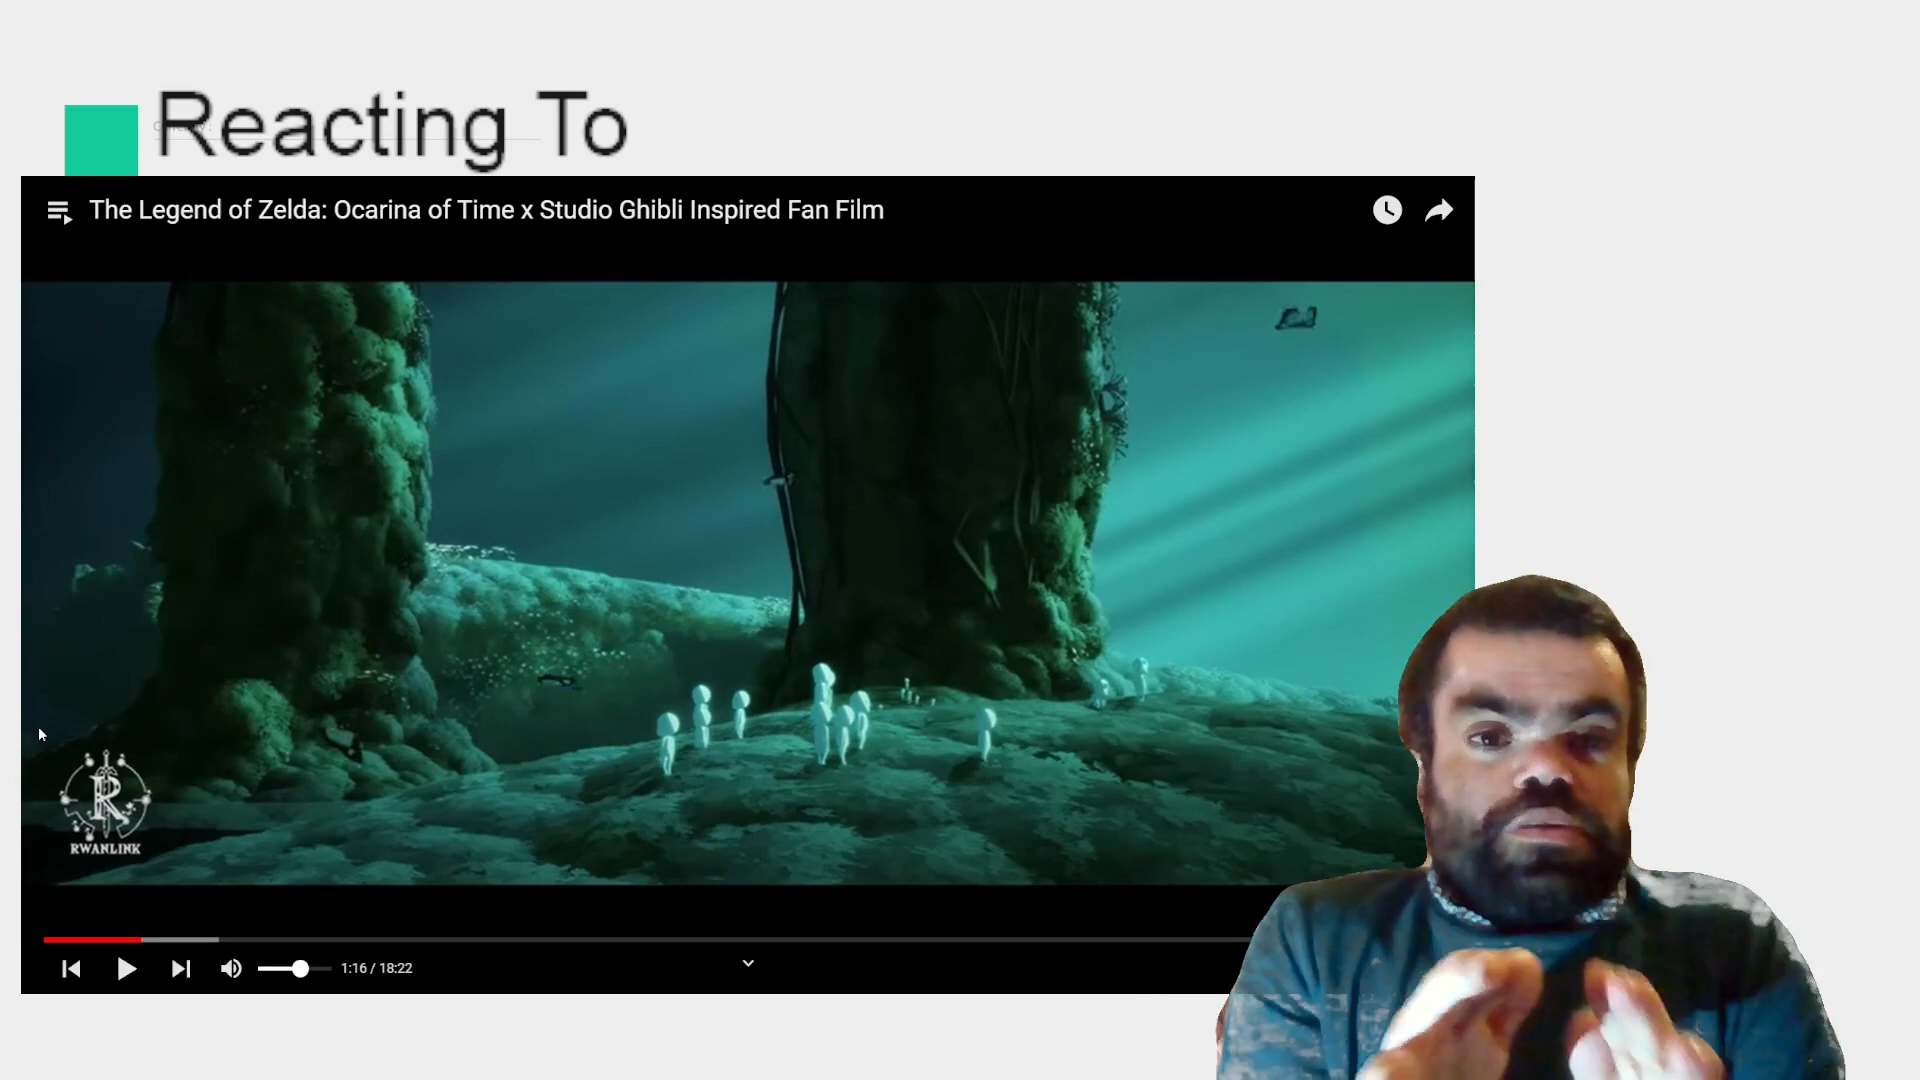 Reacting To
The Legend of Zelda: Ocarina of Time x Studio Ghibli Inspired Fan Film
R
RWANLINK
1:16 / 18:22